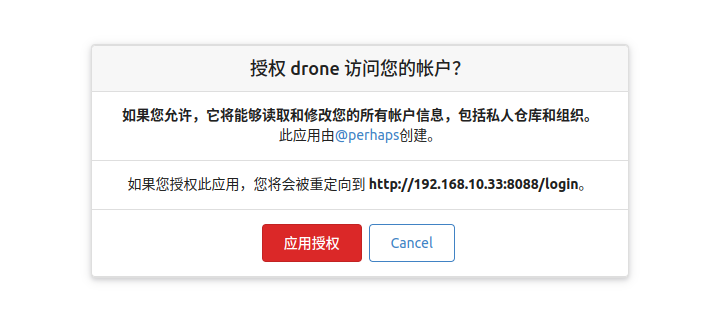 授权 drone 访问您的帐户？
如果您允许，它将能够读取和修改您的所有帐户信息，包括私人仓库和组织。
此应用由@perhaps创建。
如果您授权此应用，您将会被重定向到 http://192.168.10.33:8088/login。
应用授权 Cancel